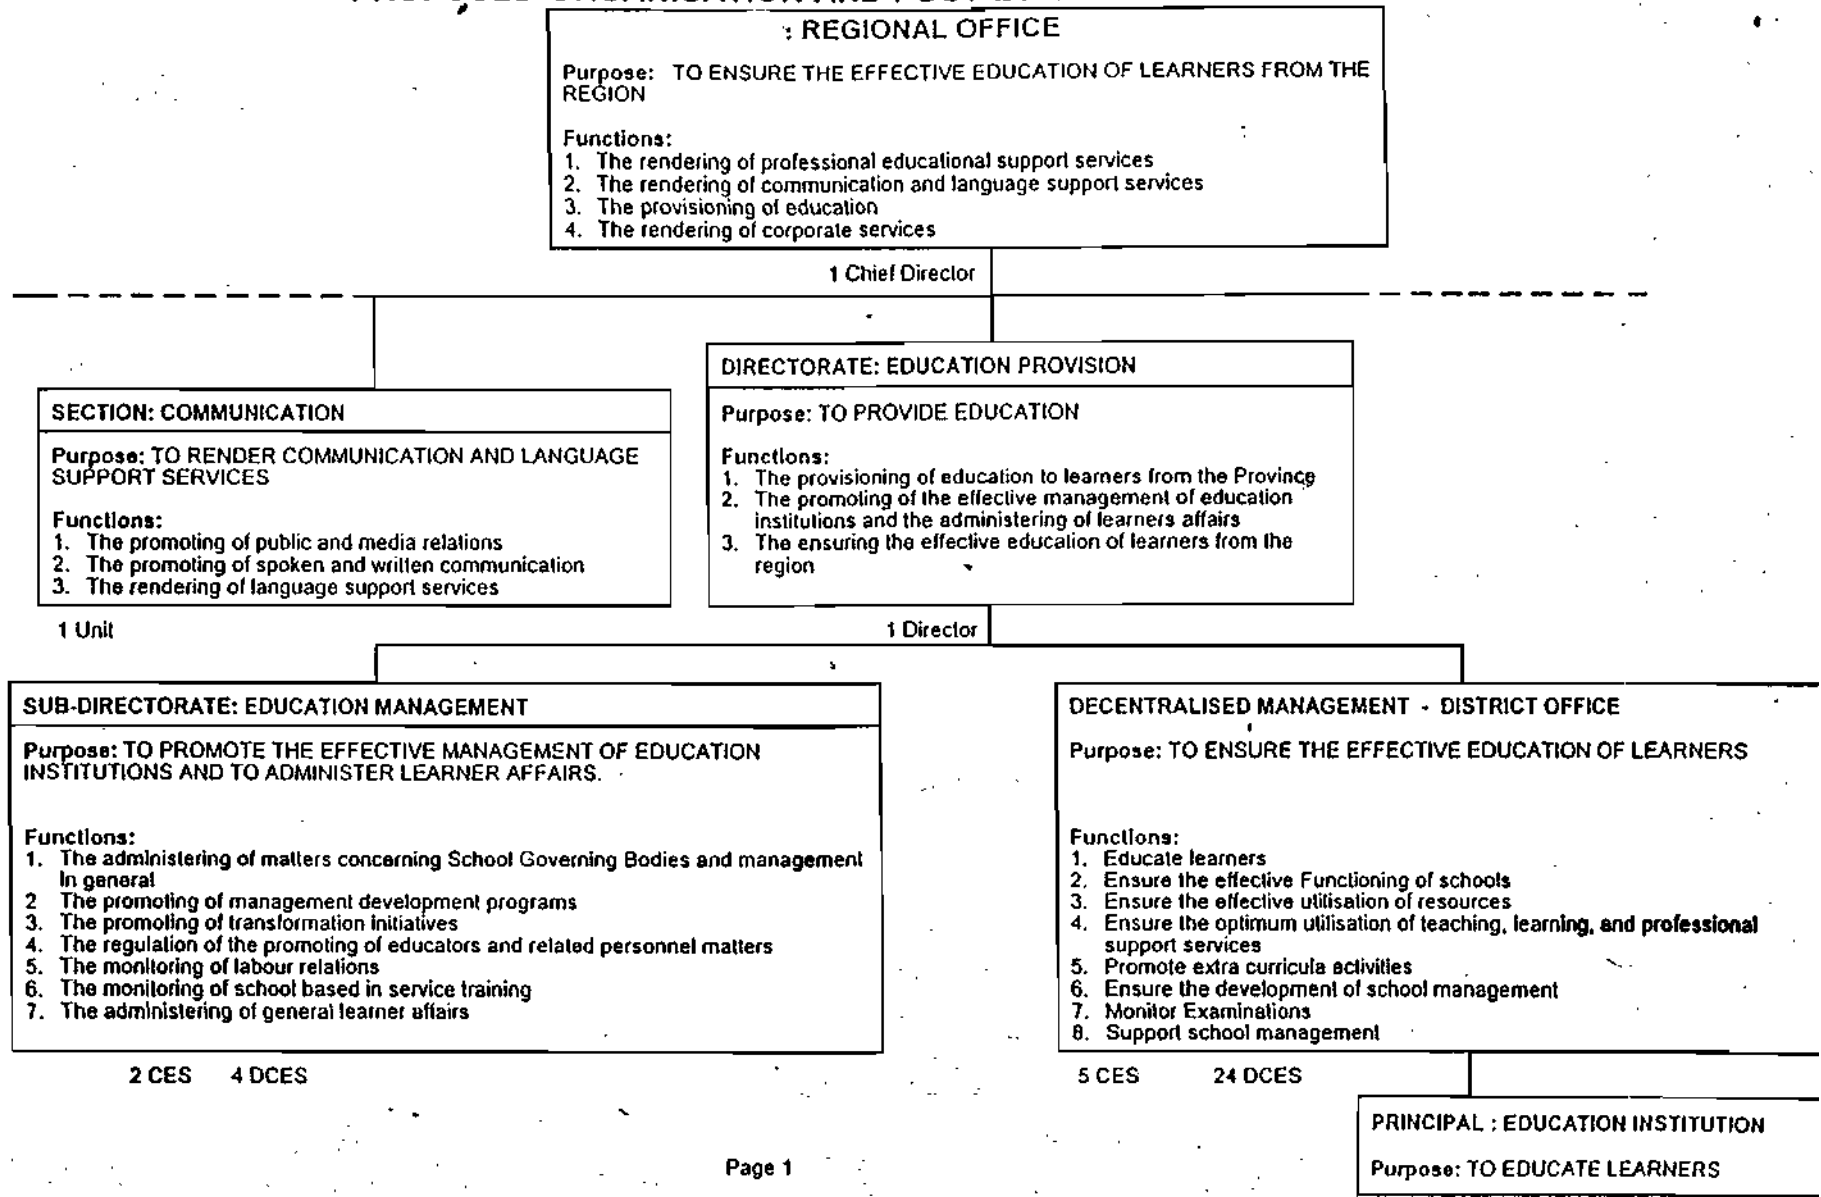 : REGIONAL OFFICE
Purpose: TO ENSURE THE EFFECTIVE EDUCATION OF LEARNERS FROM THE
REGION
Functions:
1. The rendering of professional educational support services
2. The rendering of communication and language support services
3. The provisioning of education
4. The rendering of corporate services
1 Chief Director
SECTION: COMMUNICATION
Purpose: TO RENDER COMMUNICATION AND LANGUAGE
SUPPORT SERVICES
Functions:
1. The promoting of public and media relations
2. The promoting of spoken and written communication
3. The rendering of language support services
1 Unit
DIRECTORATE: EDUCATION PROVISION
Purpose: TO PROVIDE EDUCATION
Functions:
1. The provisioning of education to learners from the Province
2. The promoting of the effective management of education
institutions and the administering of learners affairs
3. The ensuring the effective education of learners from the
region
1 Director
SUB-DIRECTORATE: EDUCATION MANAGEMENT
Purpose: TO PROMOTE THE EFFECTIVE MANAGEMENT OF EDUCATION
INSTITUTIONS AND TO ADMINISTER LEARNER AFFAIRS.
Functions:
1. The administering of matters concerning School Governing Bodies and management
In general
2 The promoting of management development programs
3. The promoting of transformation initiatives
4. The regulation of the promoting of educators and related personnel matters
5. The monitoring of labour relations
6. The monitoring of school based in service training
7. The administering of general learner affairs
2 CES 4 DCES
DECENTRALISED MANAGEMENT - DISTRICT OFFICE
Purpose: TO ENSURE THE EFFECTIVE EDUCATION OF LEARNERS
Functions:
1. Educate learners
2. Ensure the effective Functioning of schools
3. Ensure the effective utilisation of resources
4. Ensure the optimum utilisation of teaching, learning, and professional
support services
5. Promote extra curricula activities
6. Ensure the development of school management
7. Monitor Examinations
8. Support school management
5 CES 24 DCES
PRINCIPAL : EDUCATION INSTITUTION
Purpose: TO EDUCATE LEARNERS
Page 1